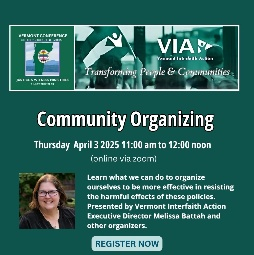 VERMONT CONFERENCE
VIA
Vermont Interfaith Action
Transforming People & Communities
Community Organizing
Thursday April 3 2025 11:00 am to 12:00 noon
(online via zoom)
Learn what we can do to organize
ourselves to be more effective in resisting
the harmful effects of these policies.
Presented by Vermont Interfaith Action
Executive Director Melissa Battah and
other organizers.
REGISTER NOW